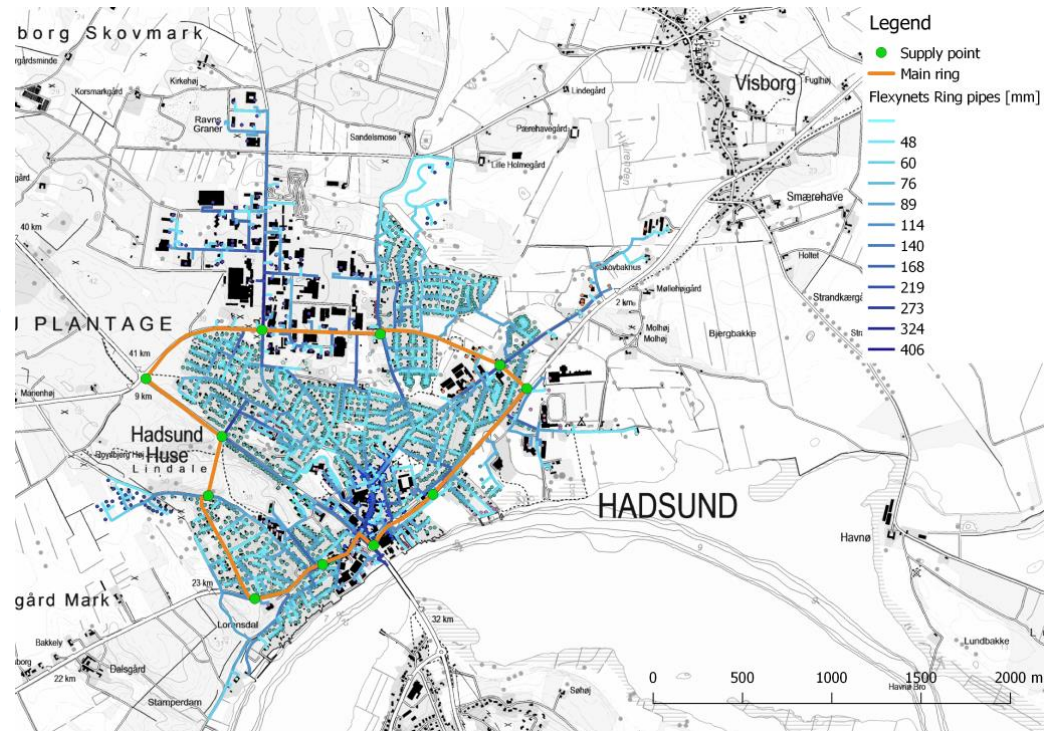 borg Skovmark
Kirkehøj
Korsmarkgård
Ravns
Graner
Sandelsmose
Lindegård
Pærehavegård
Lille Holmegård
Visborg
Fuglhøj
Smærehave
Holtet
40 km
Møllehøjgård
2 km
Molhøj
Molhøj
Bjergbakke
J PLANTAGE
41 km
Marienhøj
9 km
Hadsund
Huse
Lindale
HADSUND
Havnø
23 km
gård Mark
Bakkely
Dalsgård
22 km
Stamperdam
32 km
Søhøj
Lundbakke
Havnø Bro
Legend
Supply point
Main ring
Flexynets Ring pipes [mm]
48
60
76
89
114
140
168
219
273
324
406
0 500 1000 1500 2000 m